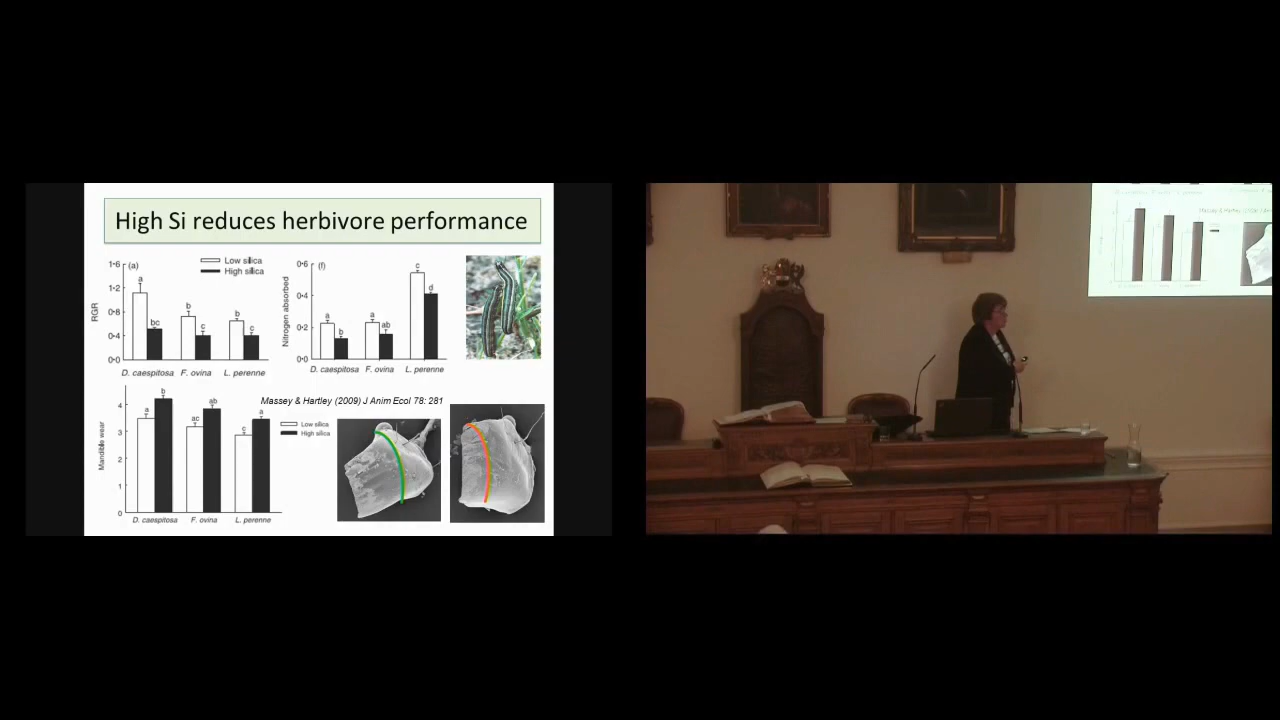 High Si reduces herbivore performance
(a)
Low silica
High silica
RGR
1·6
1·2
0·8
0·4
0·0
a
bc
b
c
b
c
D. caespitosa F. ovina L. perenne
(f)
Nitrogen absorbed
0·6
0·4
0·2
0·0
a
b
a
ab
c
d
D. caespitosa F. ovina L. perenne
Massey & Hartley (2009) J Anim Ecol 78: 281
Mandible wear
4
3
2
1
0
a
b
ac
ab
c
a
D. caespitosa F. ovina L. perenne
Low silica
High silica